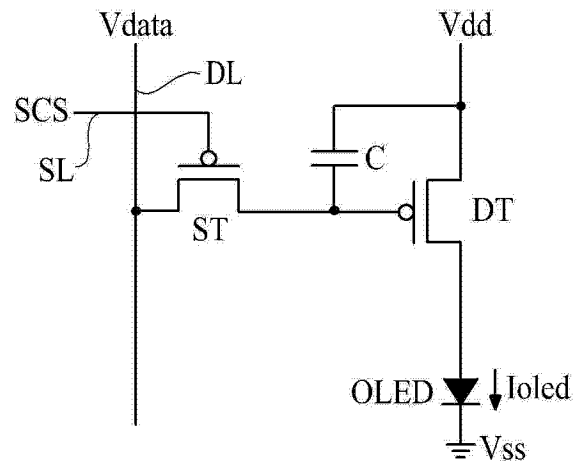 Vdata
Vdd
DL
SCS
SL
C
ST
DT
OLED
Ioled
Vss